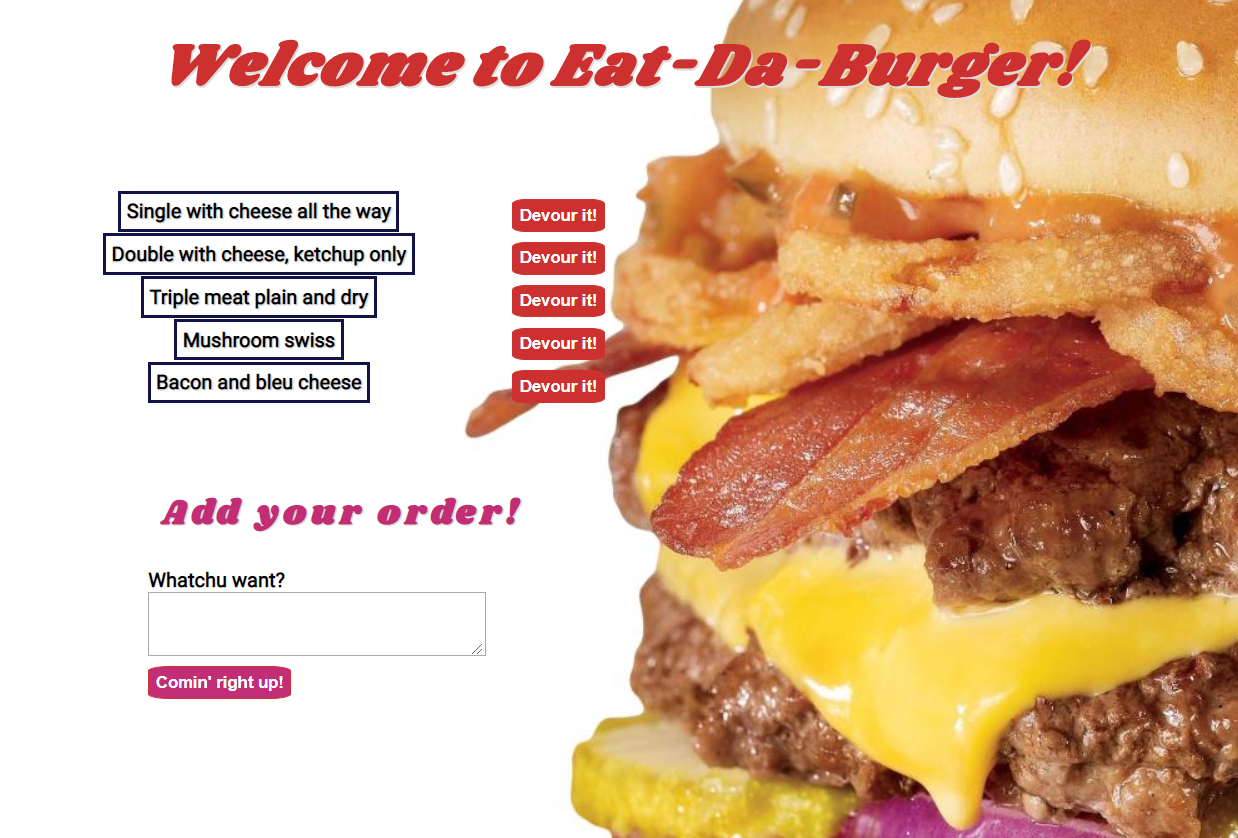 Welcome to Eat-Da-Burger!
Single with cheese all the way
Devour it!
Double with cheese, ketchup only
Devour it!
Triple meat plain and dry
Devour it!
Mushroom swiss
Devour it!
Bacon and bleu cheese
Devour it!
Add your order!
Whatchu want?
Comin' right up!